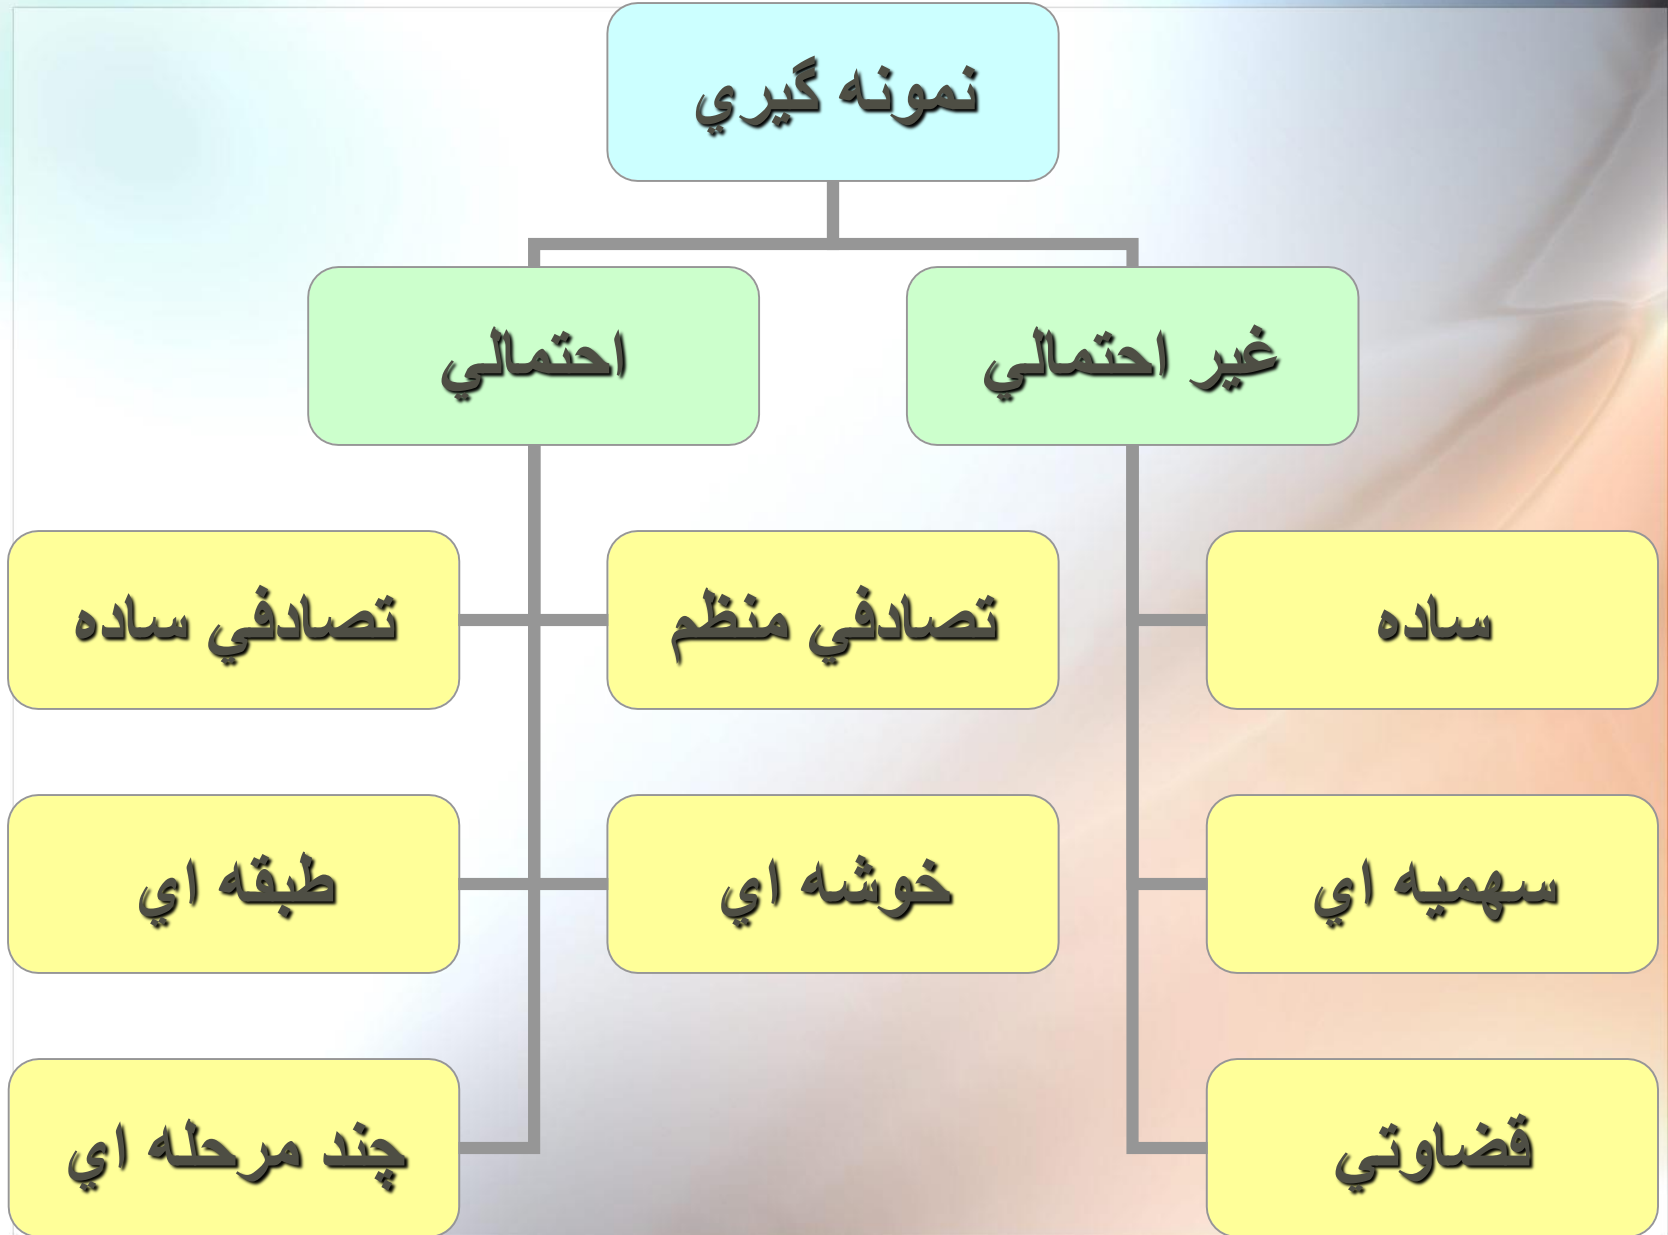 نمونه گيري
غير احتمالي
احتمالي
ساده
تصادفي منظم
تصادفي ساده
سهميه اي
خوشه اي
طبقه اي
قضاوتي
چند مرحله اي